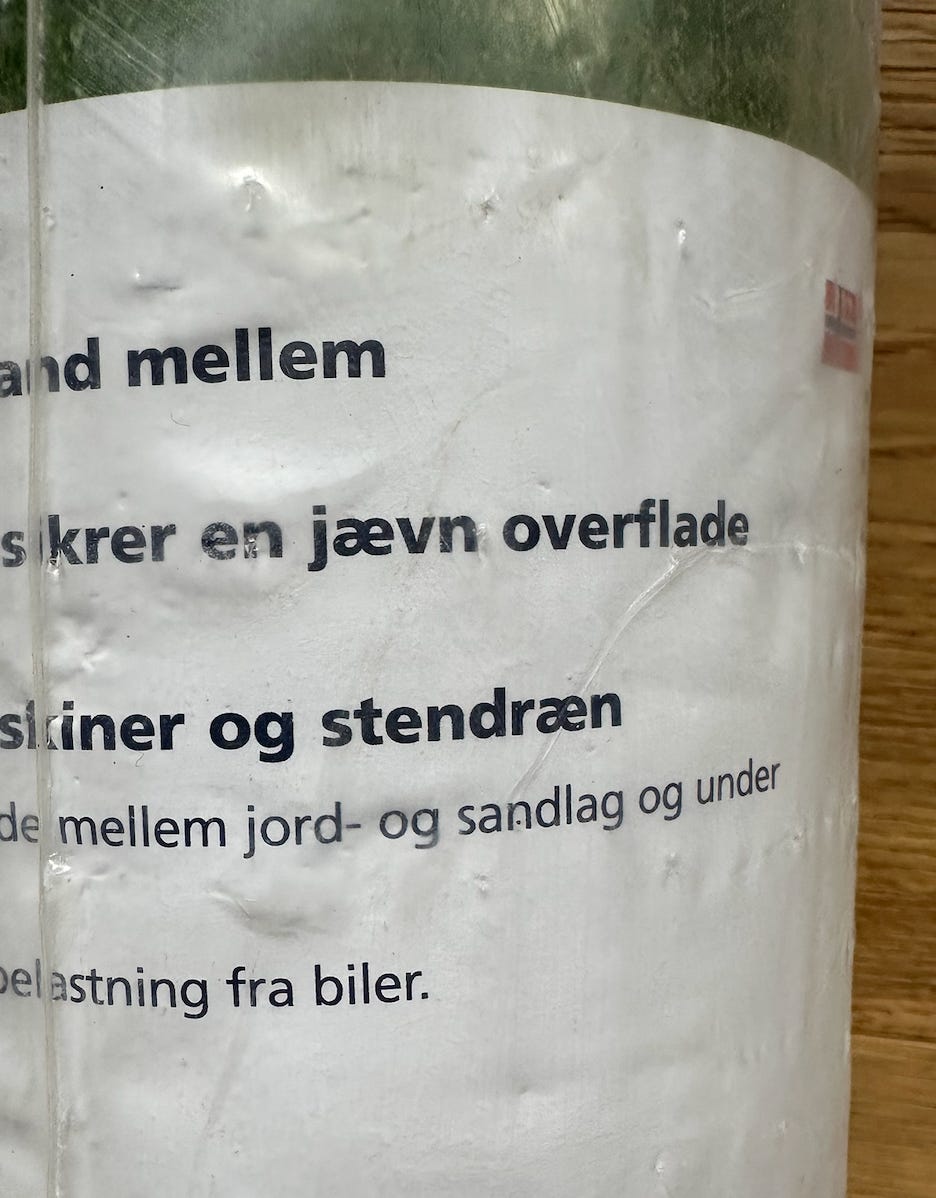 and mellem
sikrer en jævn overflade
skiner og stendræn
de mellem jord- og sandlag og under
belastning fra biler.